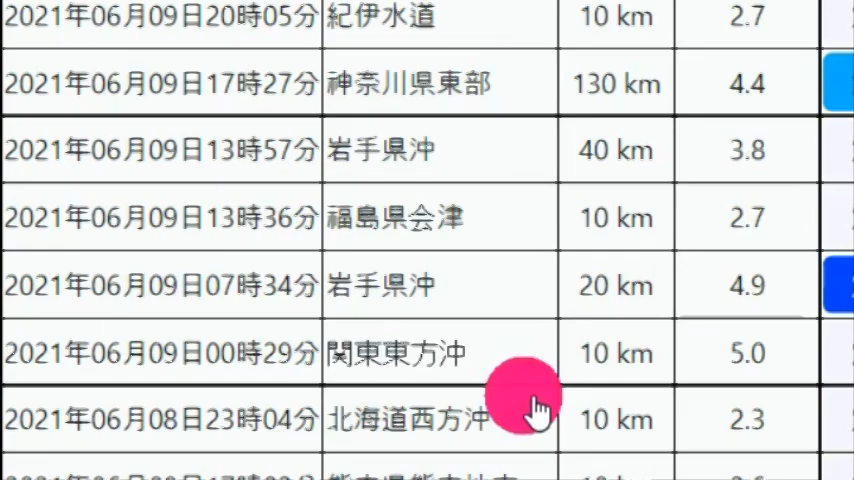 2021年06月09日20時05分 紀伊水道 10 km 2.7
2021年06月09日17時27分 神奈川県東部 130 km 4.4
2021年06月09日13時57分 岩手県沖 40 km 3.8
2021年06月09日13時36分 福島県会津 10 km 2.7
2021年06月09日07時34分 岩手県沖 20 km 4.9
2021年06月09日00時29分 関東東方沖 10 km 5.0
2021年06月08日23時04分 北海道西方沖 10 km 2.3